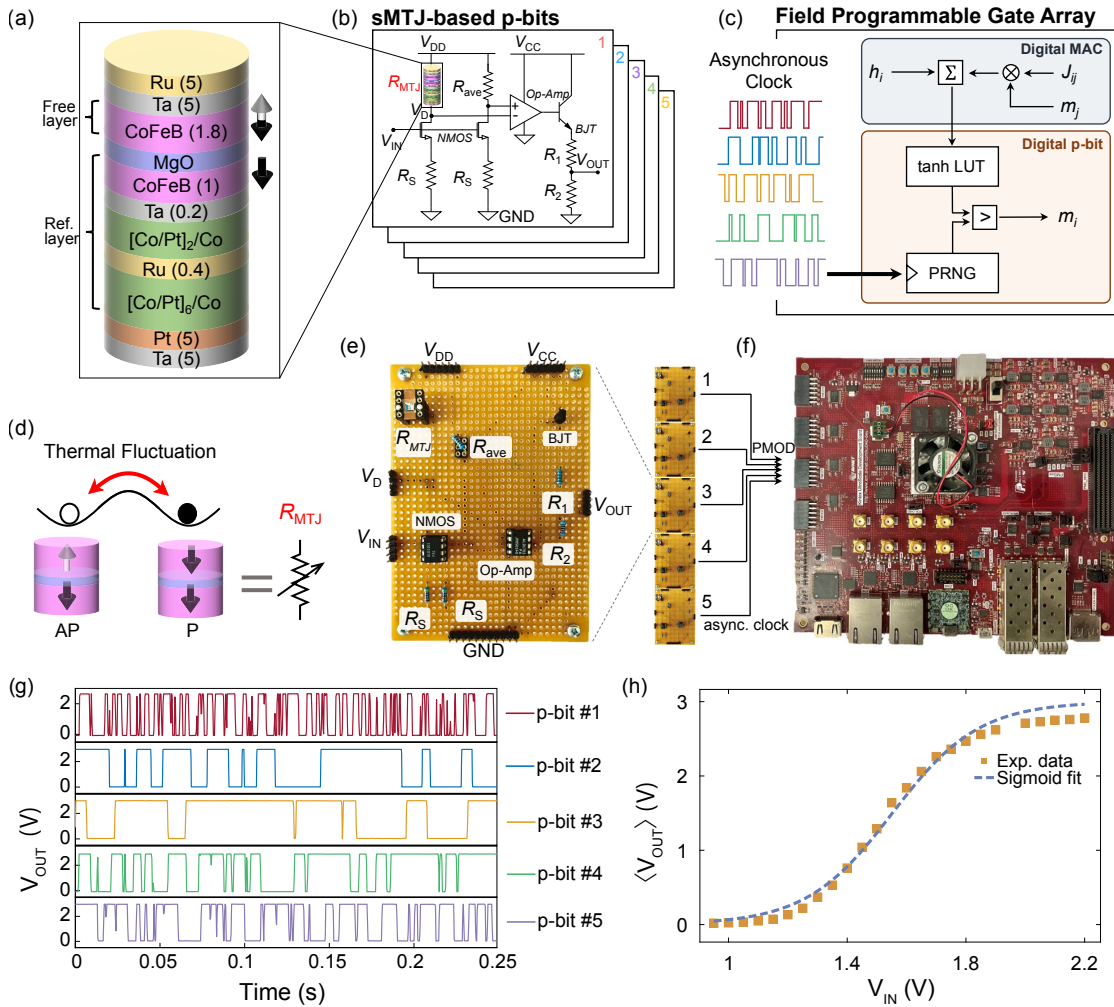 (a)
Ru (5)
Ta (5)
CoFeB (1.8)
MgO
CoFeB (1)
Ta (0.2)
[Co/Pt]2/Co
Ru (0.4)
[Co/Pt]6/Co
Pt (5)
Ta (5)
Free
layer
Ref.
layer
(b)
sMTJ-based p-bits
VDD
VCC
1
2
3
4
5
RMTJ
Rave
Op-Amp
VD
VIN
NMOS
BJT
R1
VOUT
RS
RS
R2
GND
(c)
Field Programmable Gate Array
Asynchronous
Clock
Digital MAC
hi
Σ
⊗
Jij
mj
Digital p-bit
tanh LUT
>
mi
PRNG
(d)
Thermal Fluctuation
RMTJ
=
AP
P
(e)
VDD
VCC
RMTJ
Rave
BJT
VD
R1
VOUT
NMOS
VIN
Op-Amp
R2
RS
RS
GND
1
2
3
4
5
PMOD
async. clock
(f)
(g)
VOUT (V)
2
0
2
0
2
0
2
0
2
0
p-bit #1
p-bit #2
p-bit #3
p-bit #4
p-bit #5
0
0.05
0.1
0.15
0.2
0.25
Time (s)
(h)
⟨VOUT⟩ (V)
3
2
1
0
Exp. data
Sigmoid fit
1
1.4
1.8
2.2
VIN (V)